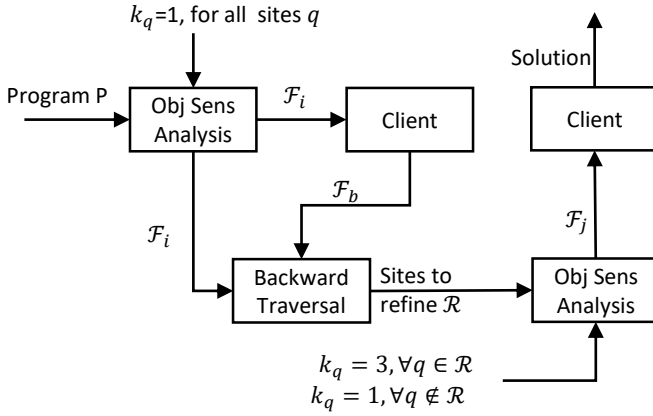 k_q=1, for all sites q
Solution
Program P
Obj Sens
Analysis
ℱ_i
Client
Client
ℱ_i
ℱ_b
ℱ_j
Backward
Traversal
Sites to
refine ℛ
Obj Sens
Analysis
k_q = 3, ∀q ∈ ℛ
k_q = 1, ∀q ∉ ℛ